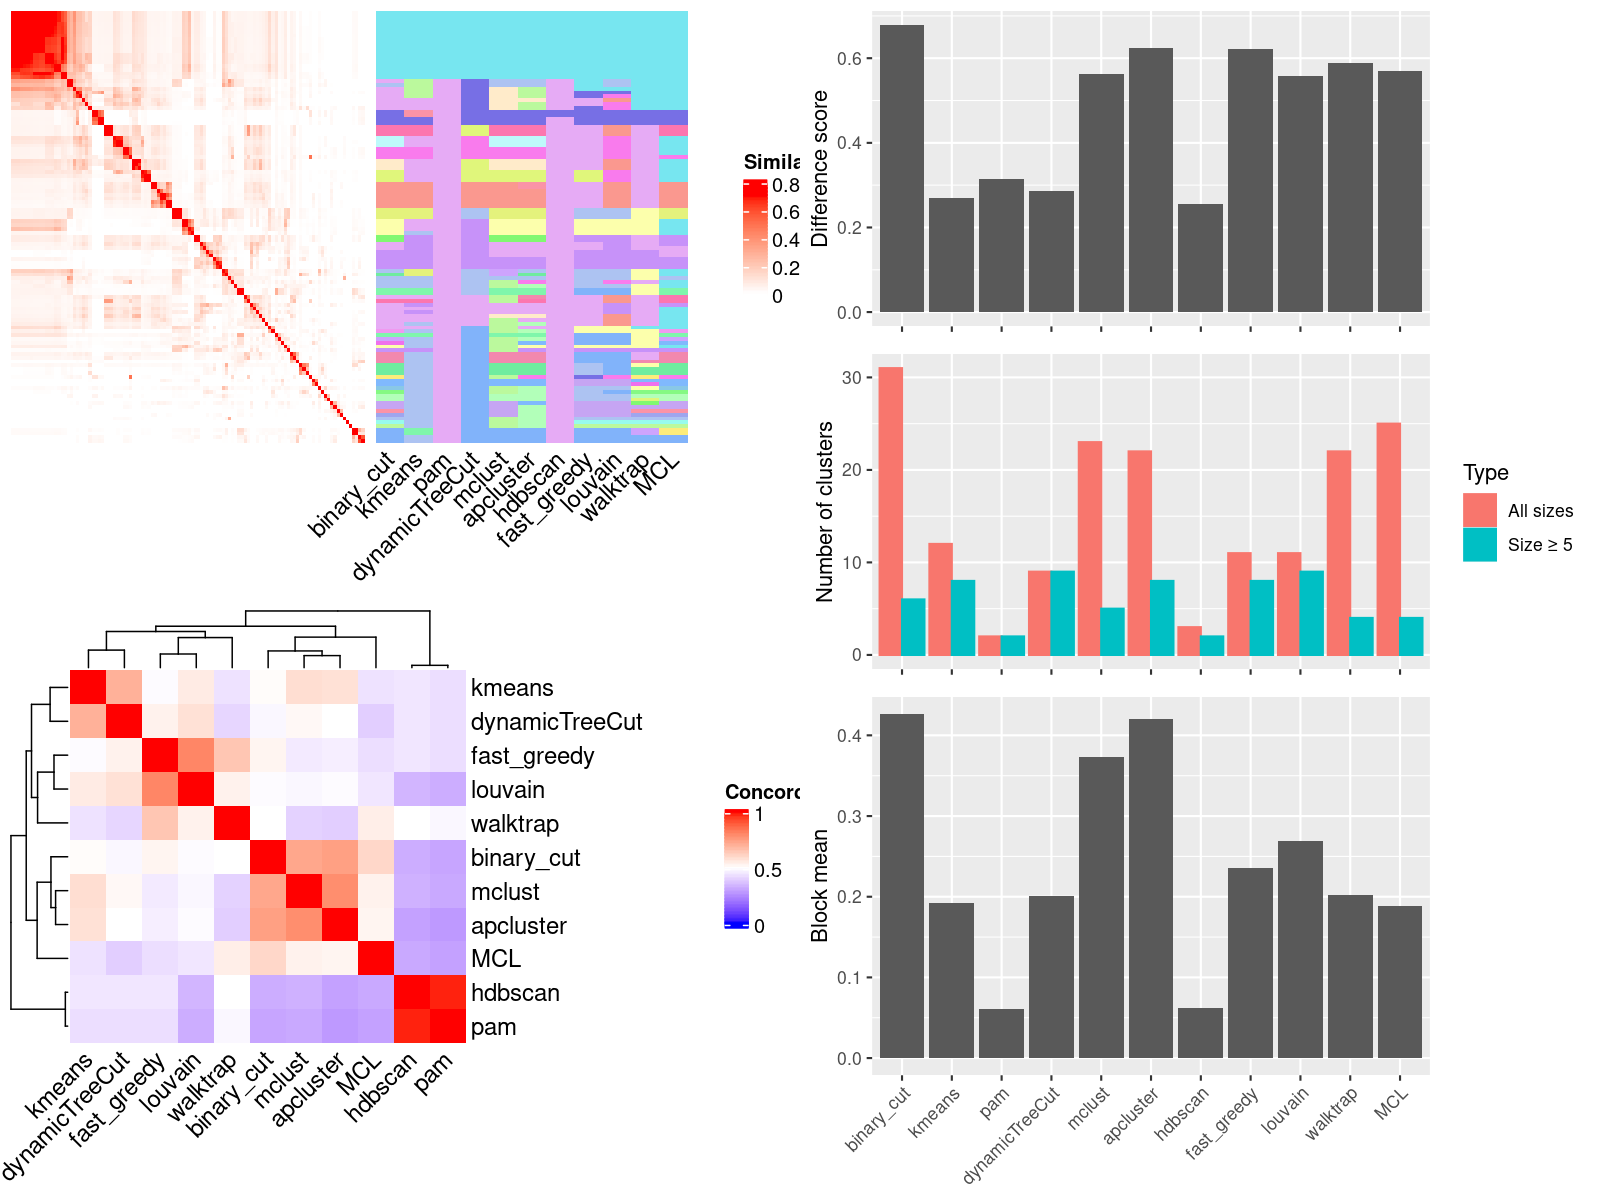 Simila
0.8
0.6
0.4
0.2
0
binary_cut
kmeans
pam
dynamicTreeCut
mclust
apcluster
hdbscan
fast_greedy
louvain
walktrap
MCL
kmeans
dynamicTreeCut
fast_greedy
louvain
walktrap
binary_cut
mclust
apcluster
MCL
hdbscan
pam
Concord
1
0.5
0
kmeans
dynamicTreeCut
fast_greedy
louvain
walktrap
binary_cut
mclust
apcluster
MCL
hdbscan
pam
Difference score
0.6
0.4
0.2
0.0
Number of clusters
30
20
10
0
Type
All sizes
Size ≥ 5
Block mean
0.4
0.3
0.2
0.1
0.0
binary_cut
kmeans
pam
dynamicTreeCut
mclust
apcluster
hdbscan
fast_greedy
louvain
walktrap
MCL